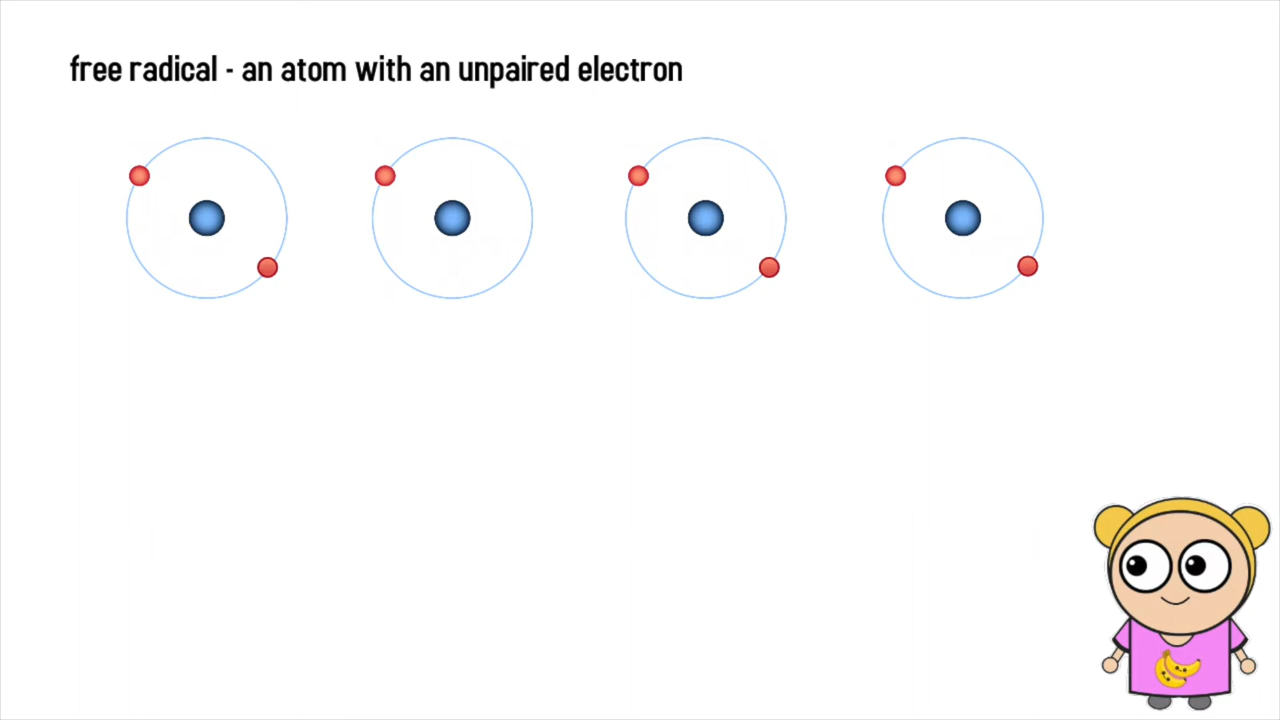 free radical - an atom with an unpaired electron